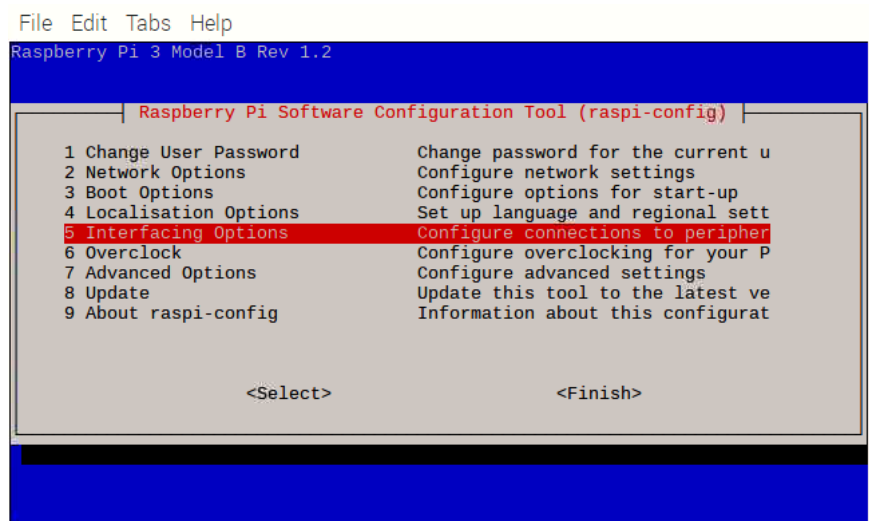 File Edit Tabs Help
Raspberry Pi 3 Model B Rev 1.2
Raspberry Pi Software Configuration Tool (raspi-config)
1 Change User Password Change password for the current u
2 Network Options Configure network settings
3 Boot Options Configure options for start-up
4 Localisation Options Set up language and regional sett
5 Interfacing Options Configure connections to peripher
6 Overclock Configure overclocking for your P
7 Advanced Options Configure advanced settings
8 Update Update this tool to the latest ve
9 About raspi-config Information about this configurat
<Select> <Finish>